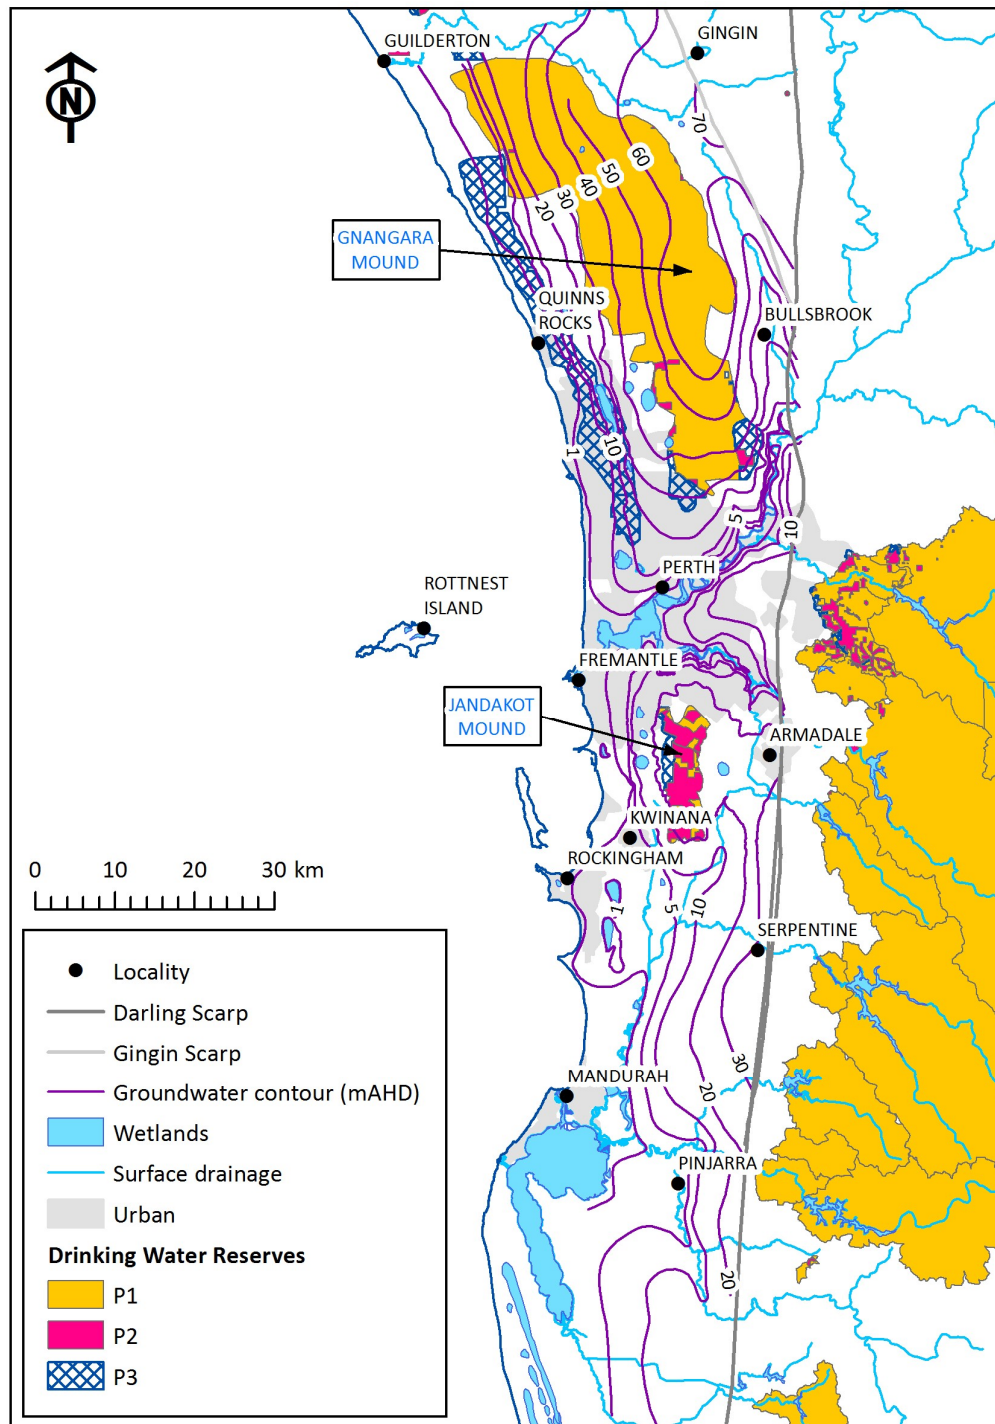 GUILDERTON
GINGIN
N
70
60
50
40
30
20
GNANGARA
MOUND
QUINNS
ROCKS
BULLSBROOK
1
10
5
10
PERTH
ROTTNEST
ISLAND
FREMANTLE
JANDAKOT
MOUND
ARMADALE
KWINANA
ROCKINGHAM
0 10 20 30 km
1
5
10
SERPENTINE
30
20
MANDURAH
PINJARRA
20
Locality
Darling Scarp
Gingin Scarp
Groundwater contour (mAHD)
Wetlands
Surface drainage
Urban
Drinking Water Reserves
P1
P2
P3